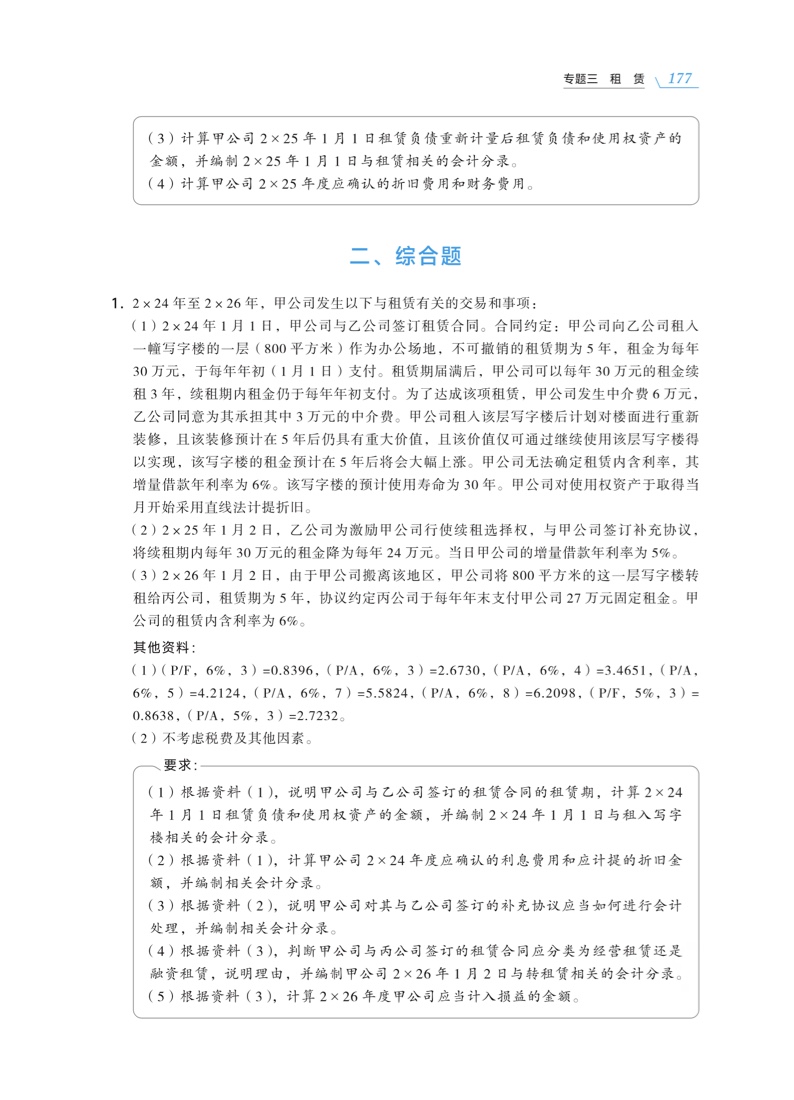 专题三 租 赁 177
（3）计算甲公司 2×25 年 1 月 1 日租赁负债重新计量后租赁负债和使用权资产的
金额，并编制 2×25 年 1 月 1 日与租赁相关的会计分录。
（4）计算甲公司 2×25 年度应确认的折旧费用和财务费用。
二、综合题
1. 2×24 年至 2×26 年，甲公司发生以下与租赁有关的交易和事项：
（1）2×24 年 1 月 1 日，甲公司与乙公司签订租赁合同。合同约定：甲公司向乙公司租入
一幢写字楼的一层（800 平方米）作为办公场地，不可撤销的租赁期为 5 年，租金为每年
30 万元，于每年年初（1 月 1 日）支付。租赁期届满后，甲公司可以每年 30 万元的租金续
租 3 年，续租期内租金仍于每年年初支付。为了达成该项租赁，甲公司发生中介费 6 万元，
乙公司同意为其承担其中 3 万元的中介费。甲公司租入该层写字楼后计划对楼面进行重新
装修，且该装修预计在 5 年后仍具有重大价值，且该价值仅可通过继续使用该层写字楼得
以实现，该写字楼的租金预计在 5 年后将会大幅上涨。甲公司无法确定租赁内含利率，其
增量借款年利率为 6%。该写字楼的预计使用寿命为 30 年。甲公司对使用权资产于取得当
月开始采用直线法计提折旧。
（2）2×25 年 1 月 2 日，乙公司为激励甲公司行使续租选择权，与甲公司签订补充协议，
将续租期内每年 30 万元的租金降为每年 24 万元。当日甲公司的增量借款年利率为 5%。
（3）2×26 年 1 月 2 日，由于甲公司搬离该地区，甲公司将 800 平方米的这一层写字楼转
租给丙公司，租赁期为 5 年，协议约定丙公司于每年年末支付甲公司 27 万元固定租金。甲
公司的租赁内含利率为 6%。
其他资料：
（1）（P/F，6%，3）=0.8396，（P/A，6%，3）=2.6730，（P/A，6%，4）=3.4651，（P/A，
6%，5）=4.2124，（P/A，6%，7）=5.5824，（P/A，6%，8）=6.2098，（P/F，5%，3）=
0.8638，（P/A，5%，3）=2.7232。
（2）不考虑税费及其他因素。
要求：
（1）根据资料（1），说明甲公司与乙公司签订的租赁合同的租赁期，计算 2×24
年 1 月 1 日租赁负债和使用权资产的金额，并编制 2×24 年 1 月 1 日与租入写字
楼相关的会计分录。
（2）根据资料（1），计算甲公司 2×24 年度应确认的利息费用和应计提的折旧金
额，并编制相关会计分录。
（3）根据资料（2），说明甲公司对其与乙公司签订的补充协议应当如何进行会计
处理，并编制相关会计分录。
（4）根据资料（3），判断甲公司与丙公司签订的租赁合同应分类为经营租赁还是
融资租赁，说明理由，并编制甲公司 2×26 年 1 月 2 日与转租赁相关的会计分录。
（5）根据资料（3），计算 2×26 年度甲公司应当计入损益的金额。